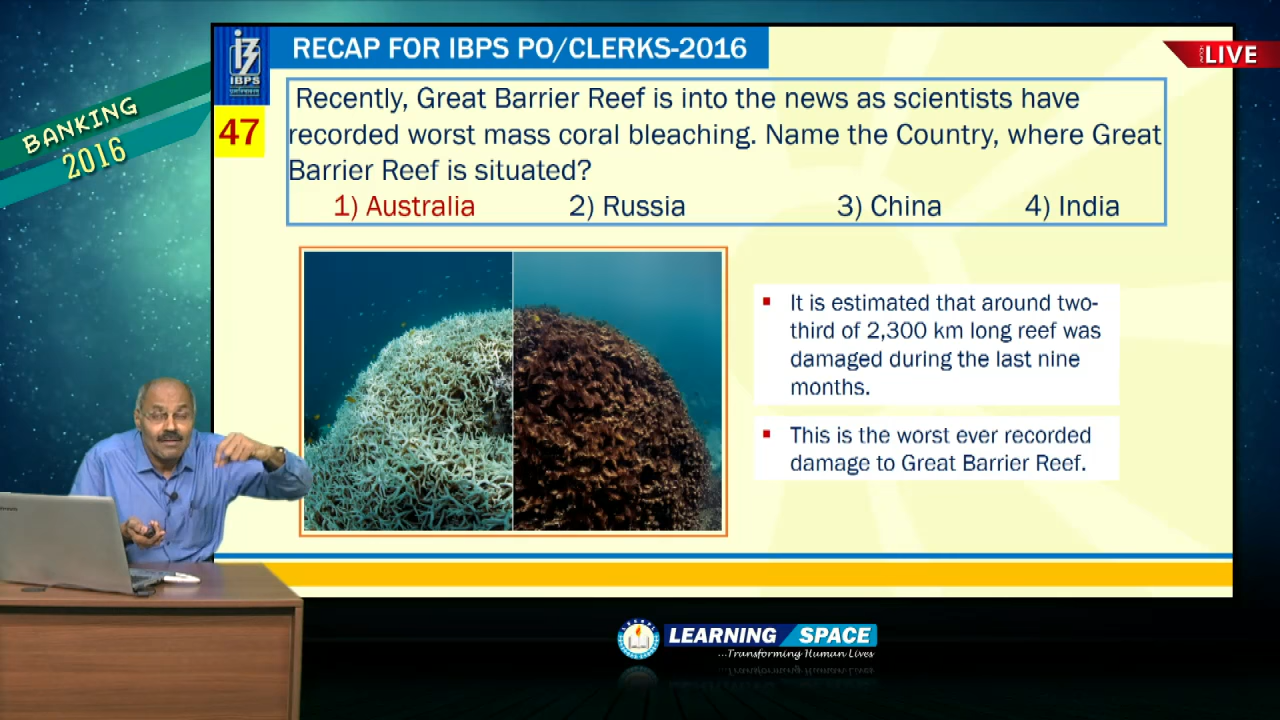 RECAP FOR IBPS PO/CLERKS-2016
LIVE
IBPS
BANKING
2016
47
Recently, Great Barrier Reef is into the news as scientists have
recorded worst mass coral bleaching. Name the Country, where Great
Barrier Reef is situated?
1) Australia 2) Russia 3) China 4) India
▪ It is estimated that around two-
third of 2,300 km long reef was
damaged during the last nine
months.
▪ This is the worst ever recorded
damage to Great Barrier Reef.
LEARNING SPACE
...Transforming Human Lives